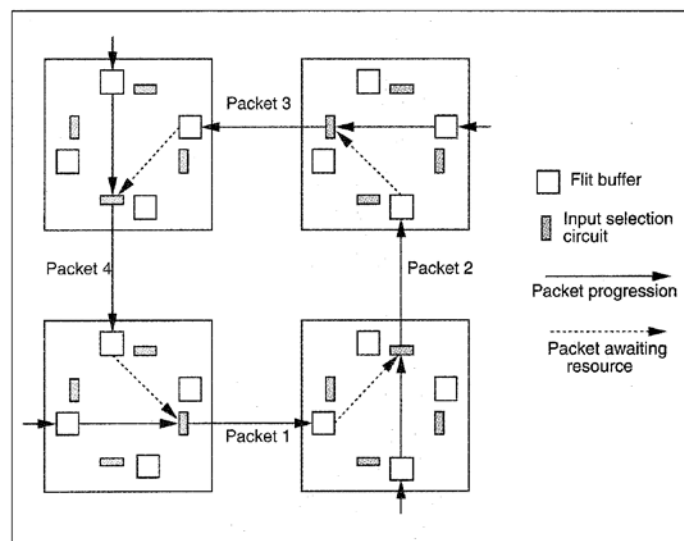 Packet 3
Flit buffer
Input selection
circuit
Packet 4
Packet 2
Packet progression
Packet awaiting
resource
Packet 1